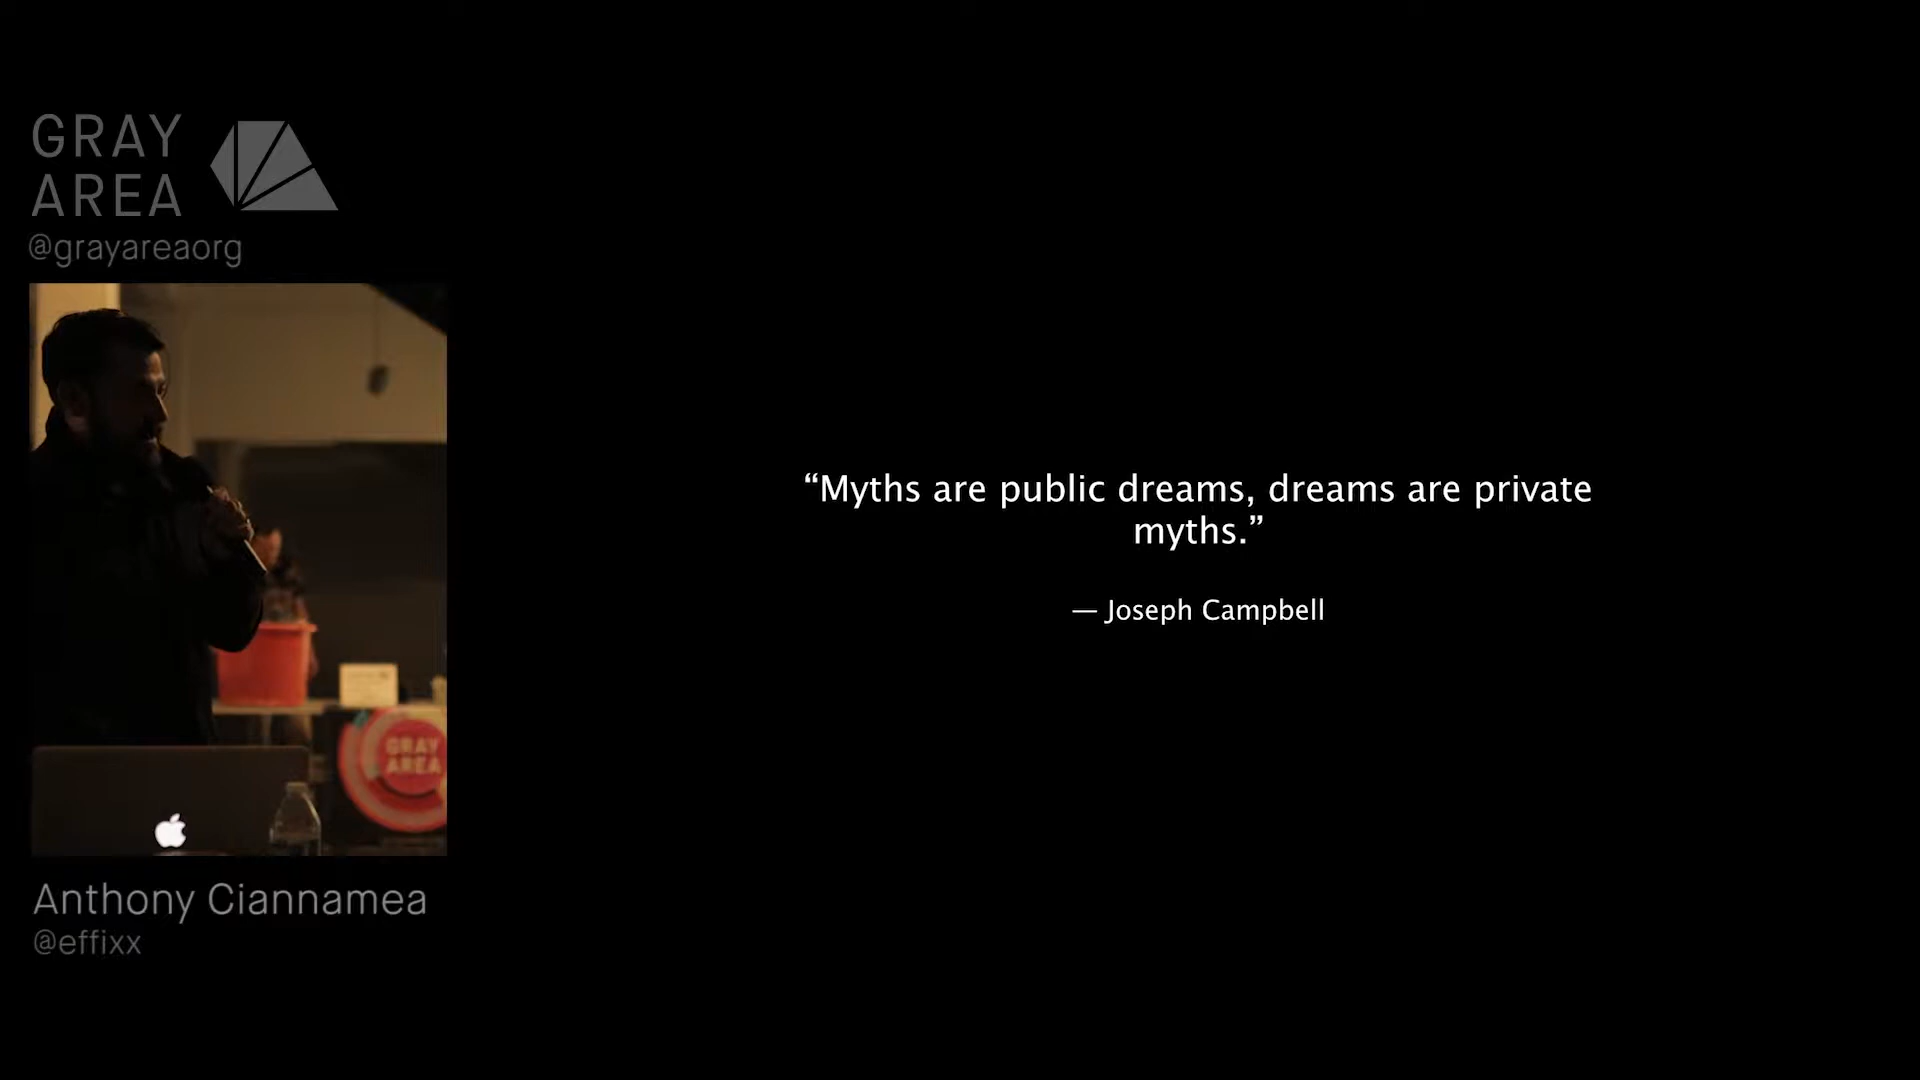 GRAY
AREA
@grayareaorg
GRAY
AREA
Anthony Ciannamea
@effixx
“Myths are public dreams, dreams are private
myths.”
— Joseph Campbell